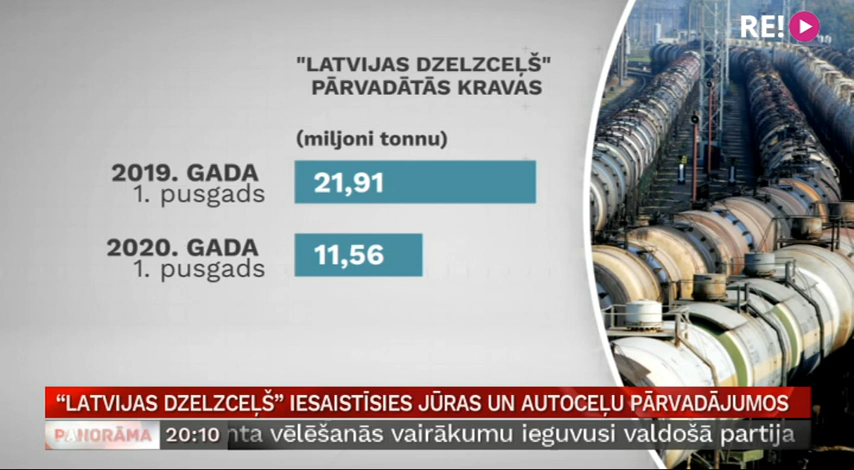 RE!
"LATVIJAS DZELZCEĻŠ"
PĀRVADĀTĀS KRAVAS
(miljoni tonnu)
2019. GADA
1. pusgads
21,91
2020. GADA
1. pusgads
11,56
“LATVIJAS DZELZCEĻŠ” IESAISTĪSIES JŪRAS UN AUTOCEĻU PĀRVADĀJUMOS
PANORĀMA 20:10 nta vēlēšanās vairākumu ieguvusi valdošā partija